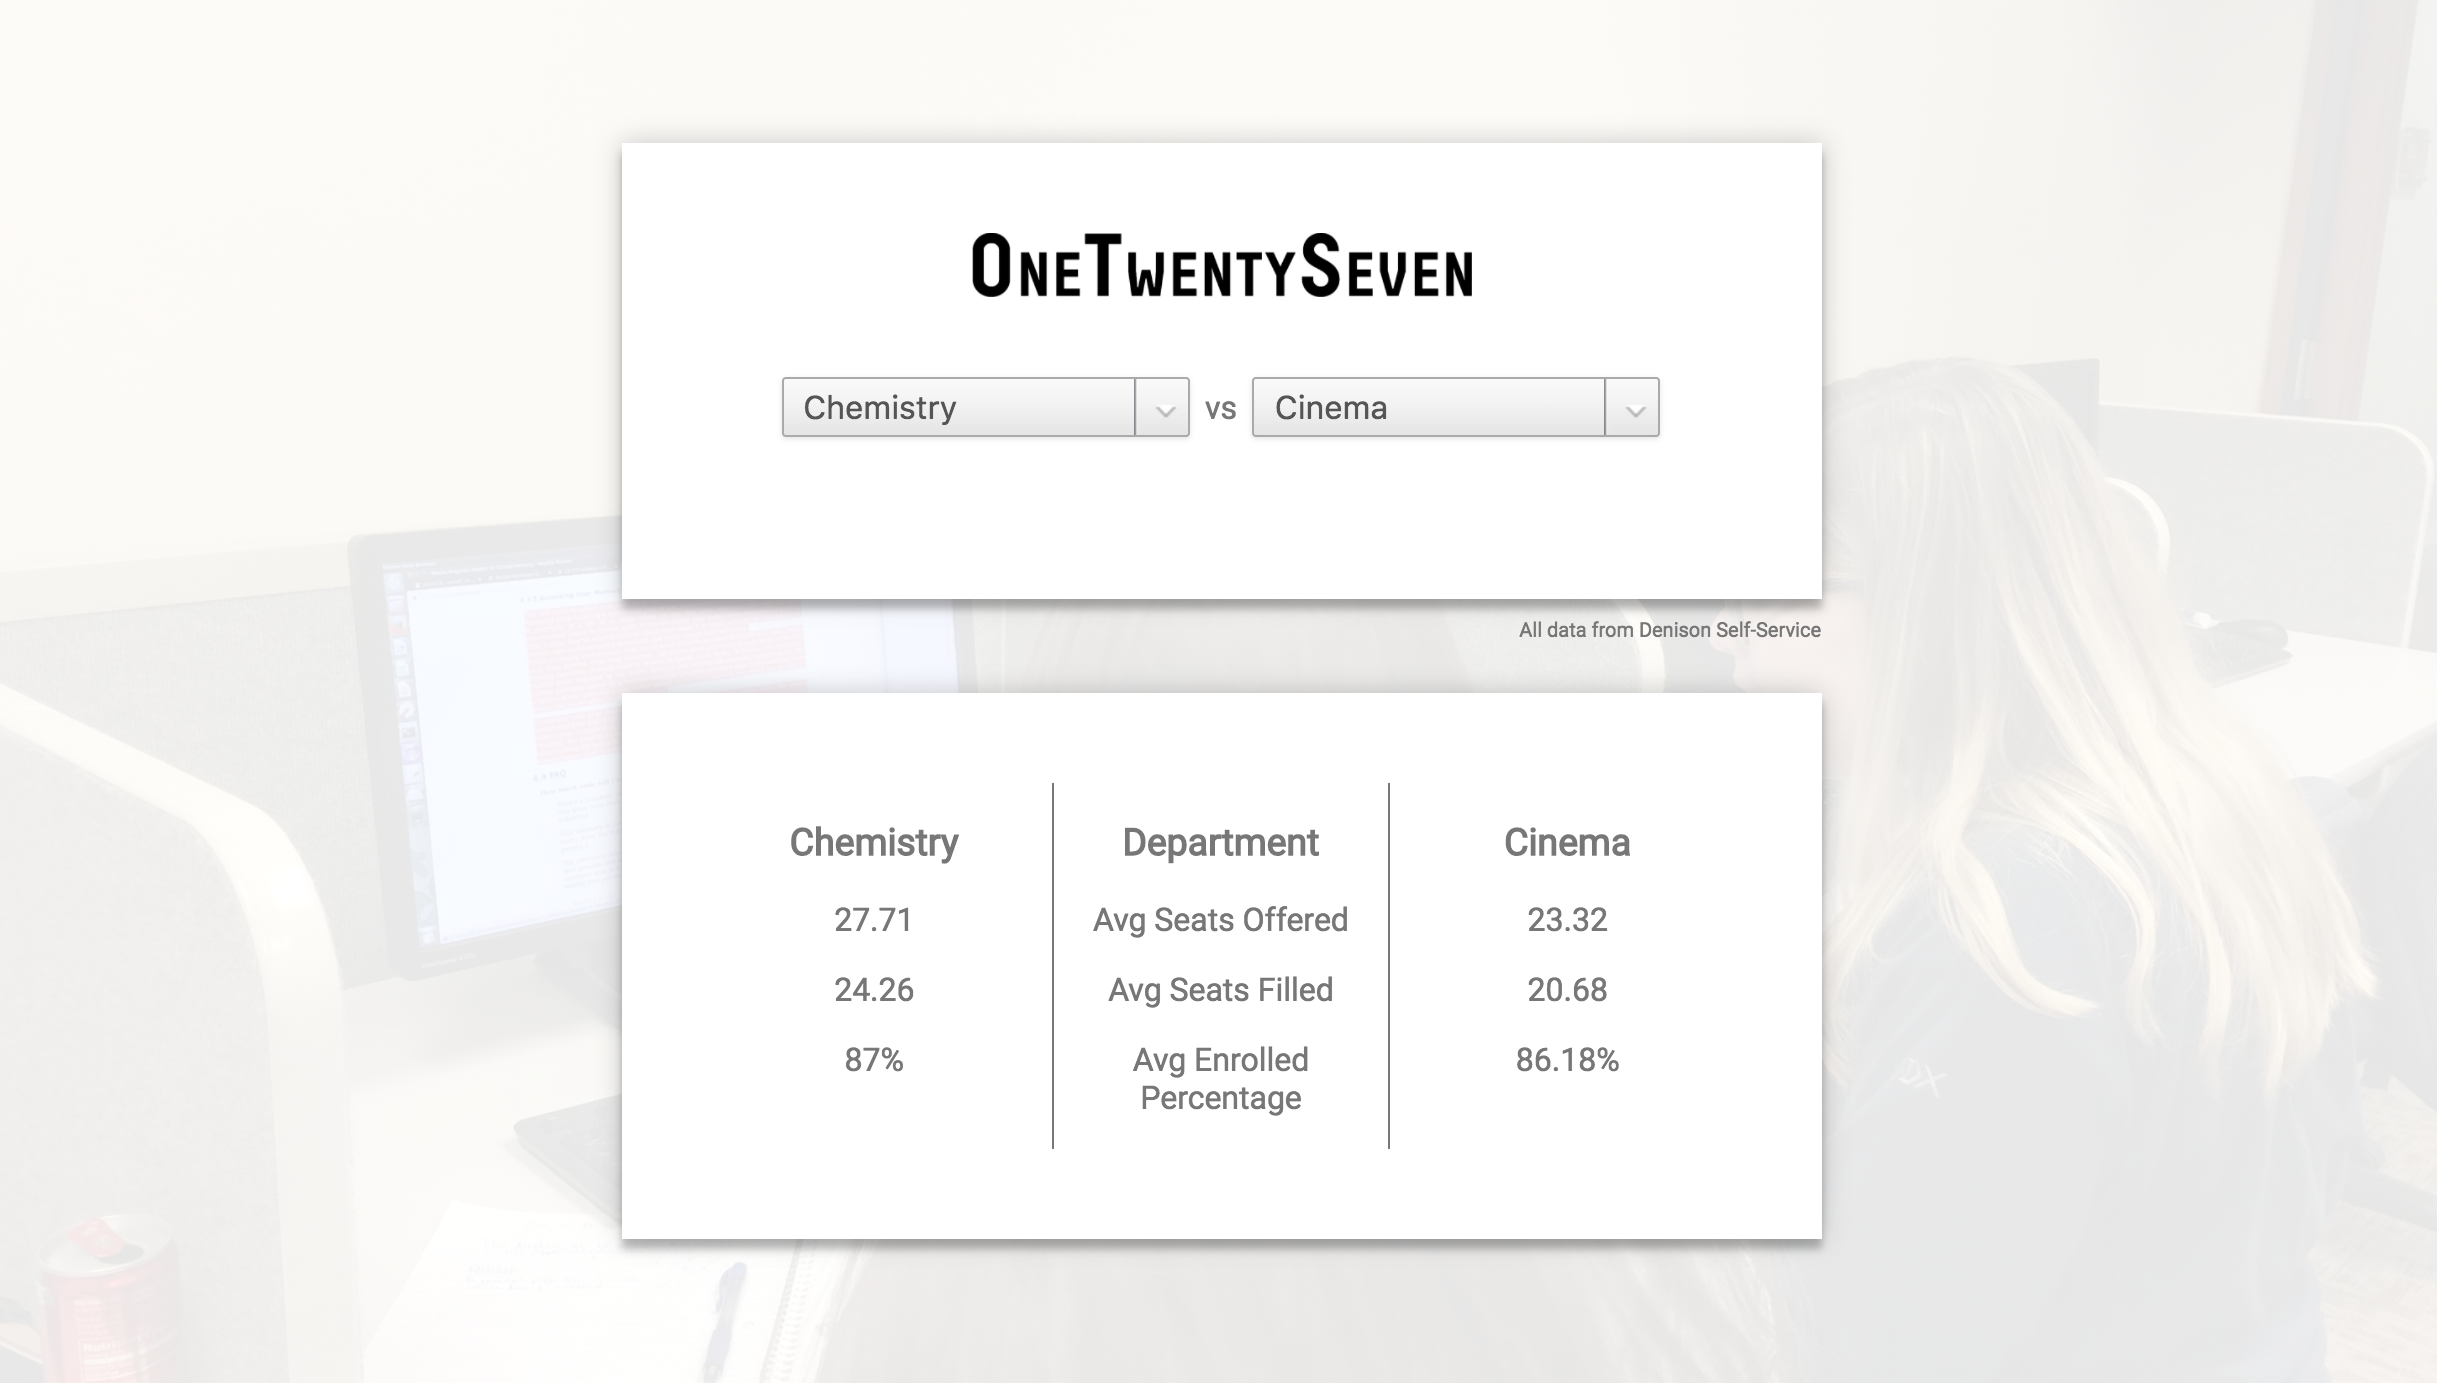 OneTwentySeven
Chemistry vs Cinema
All data from Denison Self-Service
Chemistry Department Cinema
27.71 Avg Seats Offered 23.32
24.26 Avg Seats Filled 20.68
87% Avg Enrolled 86.18%
Percentage